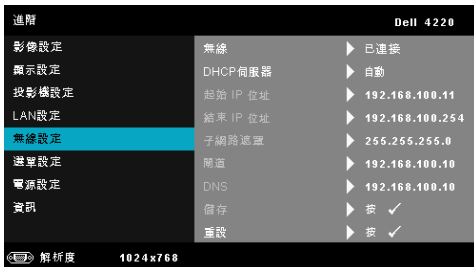 進階 Dell 4220
影像設定
顯示設定
投影機設定
LAN設定
無線設定
選單設定
電源設定
資訊
無線 已連接
DHCP伺服器 自動
起始 IP 位址 192.168.100.11
結束 IP 位址 192.168.100.254
子網路遮罩 255.255.255.0
閘道 192.168.100.10
DNS 192.168.100.10
儲存 按 ✓
重設 按 ✓
解析度 1024x768